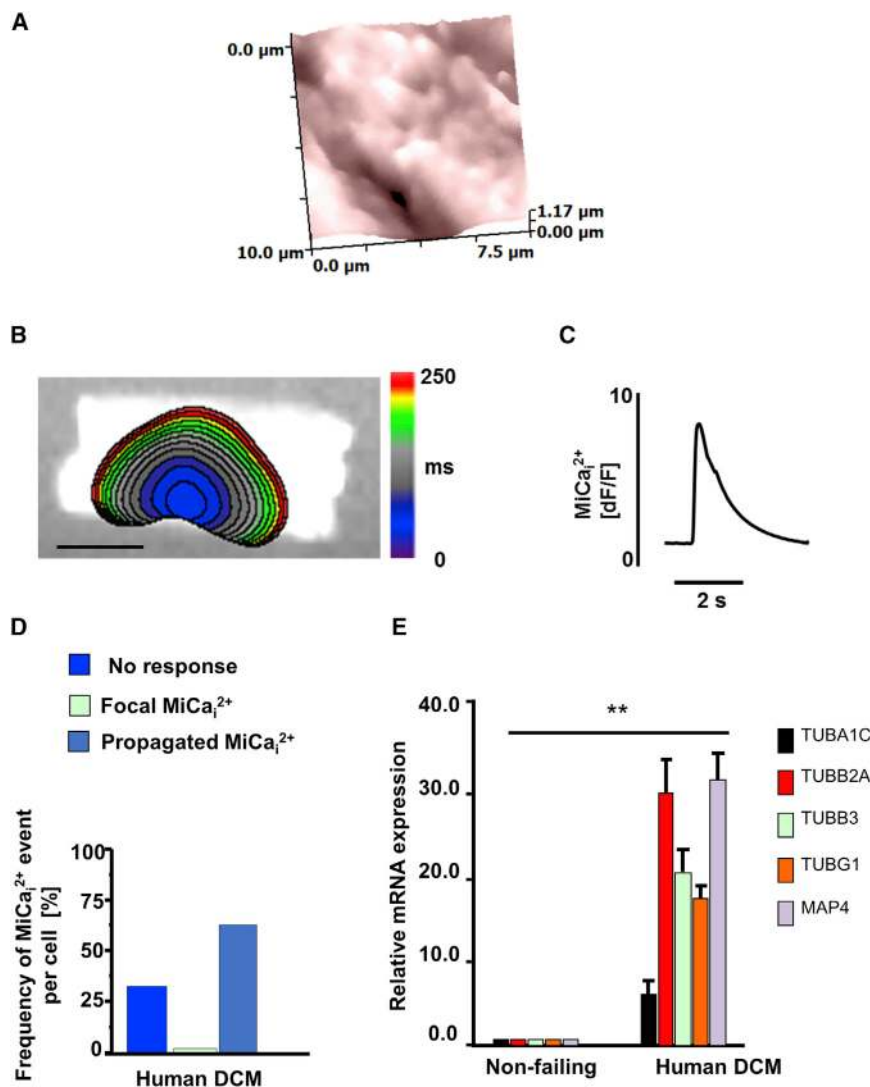 A
0.0 µm
1.17 µm
0.00 µm
10.0 µm
7.5 µm
0.0 µm
B
250
ms
0
C
10
MiCaᵢ²⁺
[dF/F]
0
2 s
D
No response
Focal MiCaᵢ²⁺
Propagated MiCaᵢ²⁺
Frequency of MiCaᵢ²⁺ event
per cell [%]
100
75
50
25
0
Human DCM
E
Relative mRNA expression
40.0
30.0
20.0
10.0
0.0
**
Non-failing
Human DCM
TUBA1C
TUBB2A
TUBB3
TUBG1
MAP4